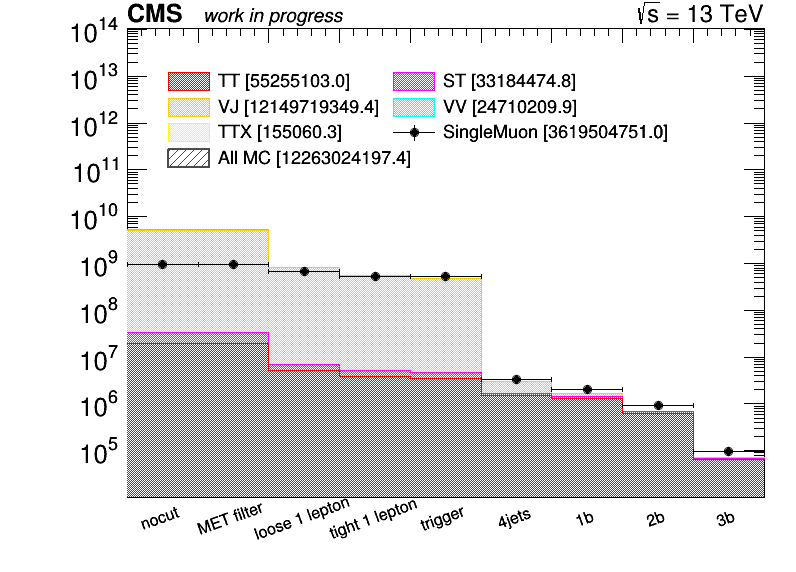 CMS work in progress √s = 13 TeV
10^14
10^13
10^12
10^11
10^10
10^9
10^8
10^7
10^6
10^5
TT [55255103.0] ST [33184474.8]
VJ [12149719349.4] VV [24710209.9]
TTX [155060.3] SingleMuon [3619504751.0]
All MC [12263024197.4]
nocut MET filter loose 1 lepton tight 1 lepton trigger 4jets 1b 2b 3b